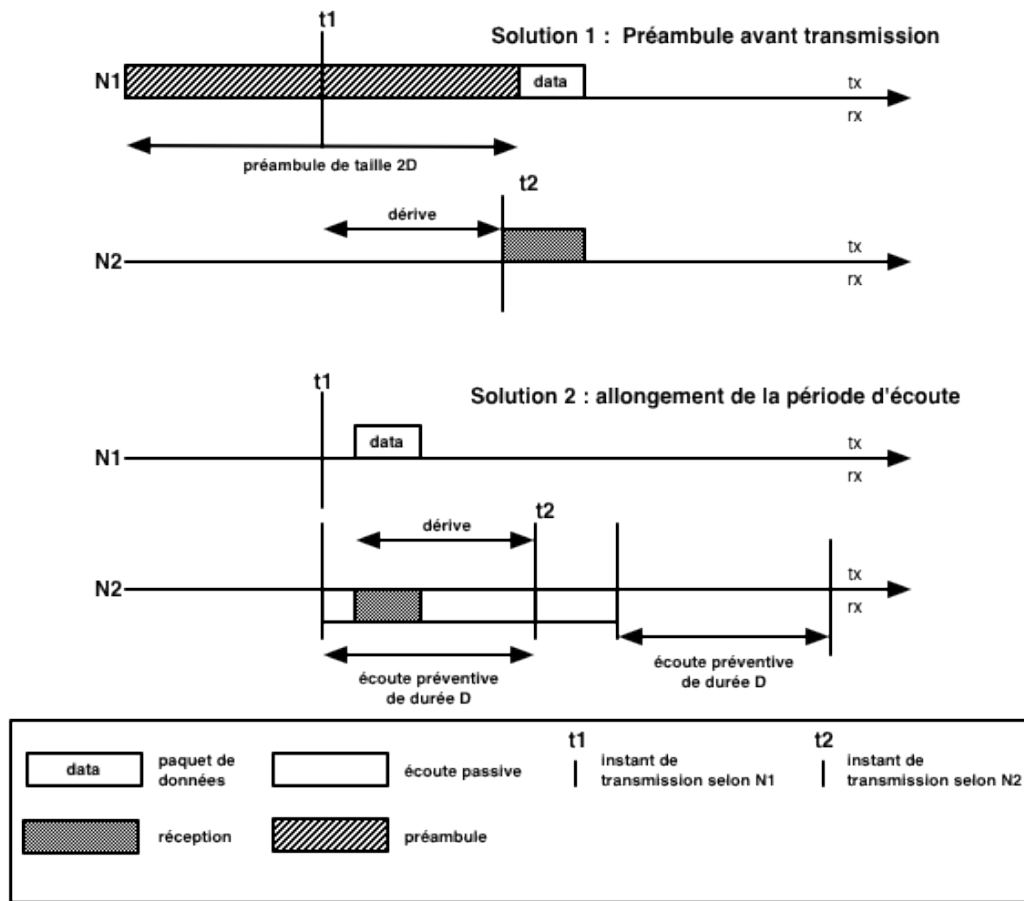 t1
Solution 1 : Préambule avant transmission
N1
data
tx
rx
préambule de taille 2D
t2
dérive
N2
tx
rx
t1
Solution 2 : allongement de la période d'écoute
N1
data
tx
rx
t2
dérive
N2
tx
rx
écoute préventive
de durée D
écoute préventive
de durée D
data
paquet de
données
écoute passive
t1
instant de
transmission selon N1
t2
instant de
transmission selon N2
réception
préambule